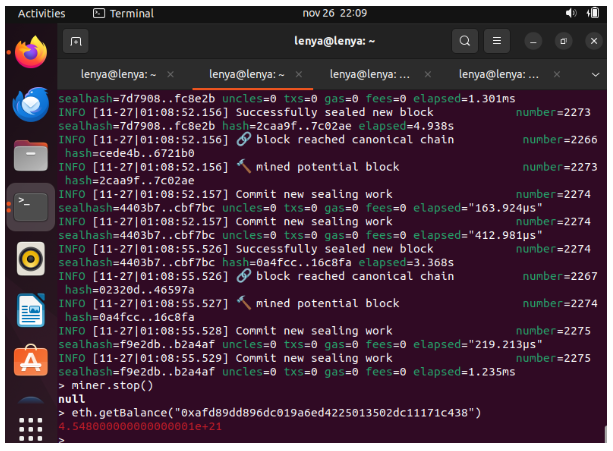 Activities
Terminal
nov 26 22:09
lenya@lenya: ~
lenya@lenya: ~ ×
lenya@lenya: ~ ×
lenya@lenya: ... ×
lenya@lenya: ... ×
sealhash=7d7908..fc8e2b uncles=0 txs=0 gas=0 fees=0 elapsed=1.301ms
INFO [11-27|01:08:52.156] Successfully sealed new block number=2273
sealhash=7d7908..fc8e2b hash=2caa9f..7c02ae elapsed=4.938s
INFO [11-27|01:08:52.156] 🔗 block reached canonical chain number=2266
hash=cede4b..6721b0
INFO [11-27|01:08:52.156] 🔨 mined potential block number=2273
hash=2caa9f..7c02ae
INFO [11-27|01:08:52.157] Commit new sealing work number=2274
sealhash=4403b7..cbf7bc uncles=0 txs=0 gas=0 fees=0 elapsed="163.924µs"
INFO [11-27|01:08:52.157] Commit new sealing work number=2274
sealhash=4403b7..cbf7bc uncles=0 txs=0 gas=0 fees=0 elapsed="412.981µs"
INFO [11-27|01:08:55.526] Successfully sealed new block number=2274
sealhash=4403b7..cbf7bc hash=0a4fcc..16c8fa elapsed=3.368s
INFO [11-27|01:08:55.526] 🔗 block reached canonical chain number=2267
hash=02320d..46597a
INFO [11-27|01:08:55.527] 🔨 mined potential block number=2274
hash=0a4fcc..16c8fa
INFO [11-27|01:08:55.528] Commit new sealing work number=2275
sealhash=f9e2db..b2a4af uncles=0 txs=0 gas=0 fees=0 elapsed="219.213µs"
INFO [11-27|01:08:55.529] Commit new sealing work number=2275
sealhash=f9e2db..b2a4af uncles=0 txs=0 gas=0 fees=0 elapsed=1.235ms
> miner.stop()
null
> eth.getBalance("0xafd89dd896dc019a6ed4225013502dc11171c438")
4.548000000000000001e+21
>